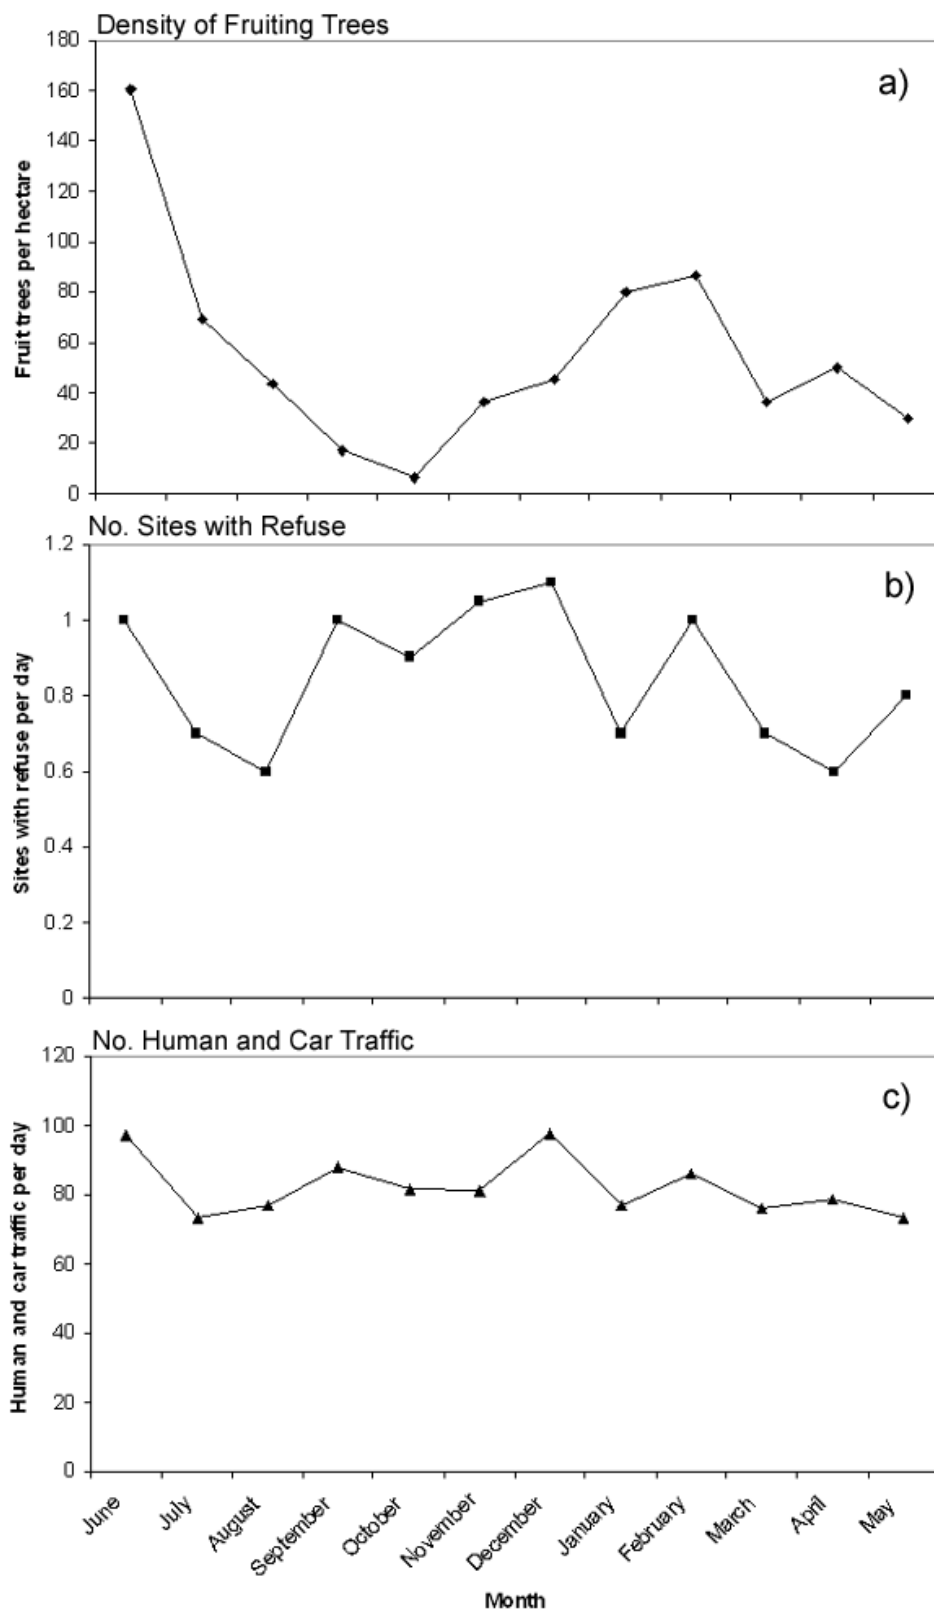 Density of Fruiting Trees
a)
Fruit trees per hectare
180
160
140
120
100
80
60
40
20
0
No. Sites with Refuse
b)
Sites with refuse per day
1.2
1
0.8
0.6
0.4
0.2
0
No. Human and Car Traffic
c)
Human and car traffic per day
120
100
80
60
40
20
0
June
July
August
September
October
November
December
January
February
March
April
May
Month